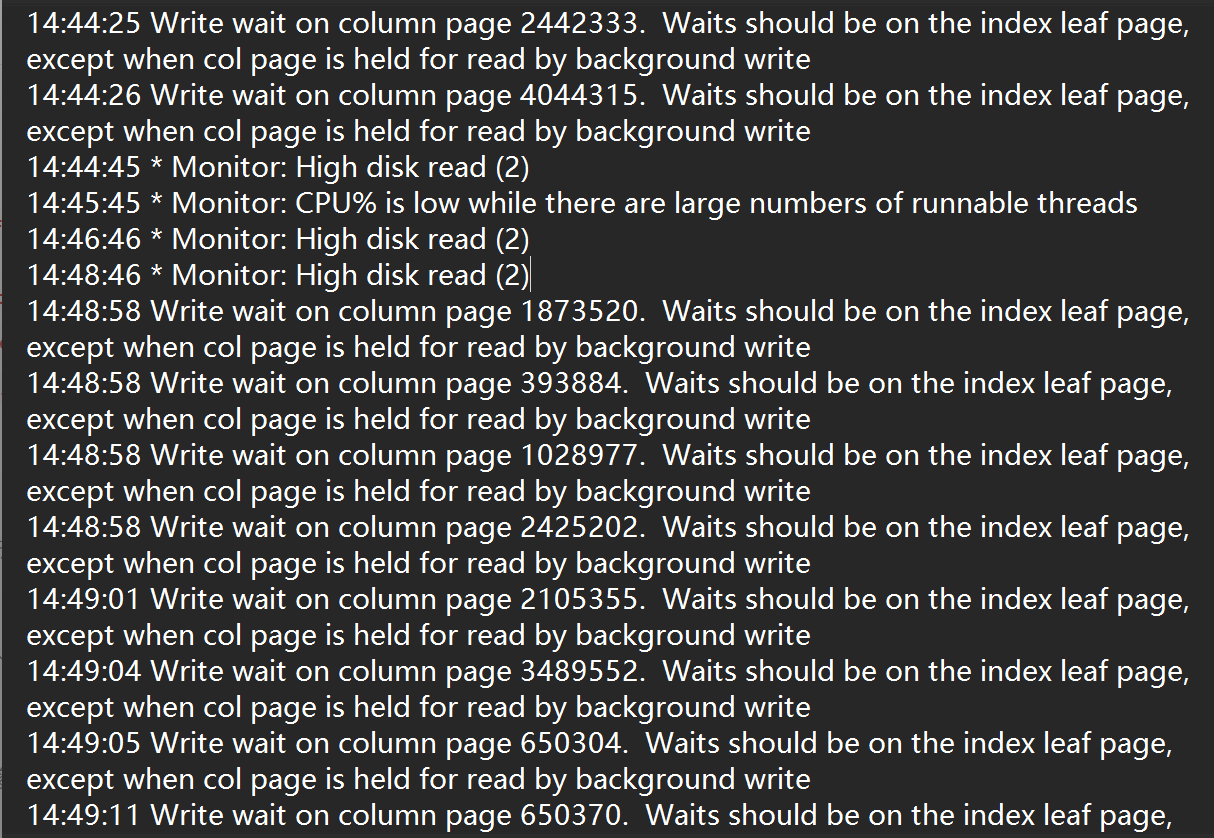 14:44:25 Write wait on column page 2442333.  Waits should be on the index leaf page,
except when col page is held for read by background write
14:44:26 Write wait on column page 4044315.  Waits should be on the index leaf page,
except when col page is held for read by background write
14:44:45 * Monitor: High disk read (2)
14:45:45 * Monitor: CPU% is low while there are large numbers of runnable threads
14:46:46 * Monitor: High disk read (2)
14:48:46 * Monitor: High disk read (2)
14:48:58 Write wait on column page 1873520.  Waits should be on the index leaf page,
except when col page is held for read by background write
14:48:58 Write wait on column page 393884.  Waits should be on the index leaf page,
except when col page is held for read by background write
14:48:58 Write wait on column page 1028977.  Waits should be on the index leaf page,
except when col page is held for read by background write
14:48:58 Write wait on column page 2425202.  Waits should be on the index leaf page,
except when col page is held for read by background write
14:49:01 Write wait on column page 2105355.  Waits should be on the index leaf page,
except when col page is held for read by background write
14:49:04 Write wait on column page 3489552.  Waits should be on the index leaf page,
except when col page is held for read by background write
14:49:05 Write wait on column page 650304.  Waits should be on the index leaf page,
except when col page is held for read by background write
14:49:11 Write wait on column page 650370.  Waits should be on the index leaf page,